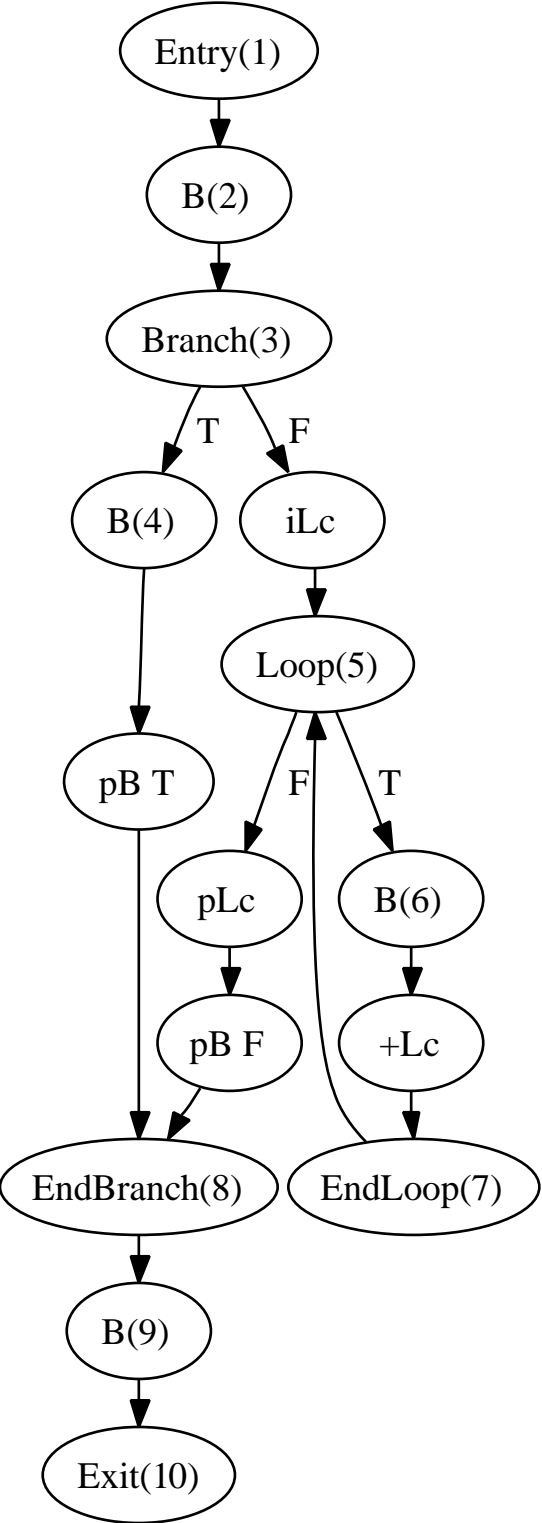 Entry(1)
B(2)
Branch(3)
T
F
B(4)
iLc
Loop(5)
pB T
F
T
pLc
B(6)
pB F
+Lc
EndBranch(8)
EndLoop(7)
B(9)
Exit(10)